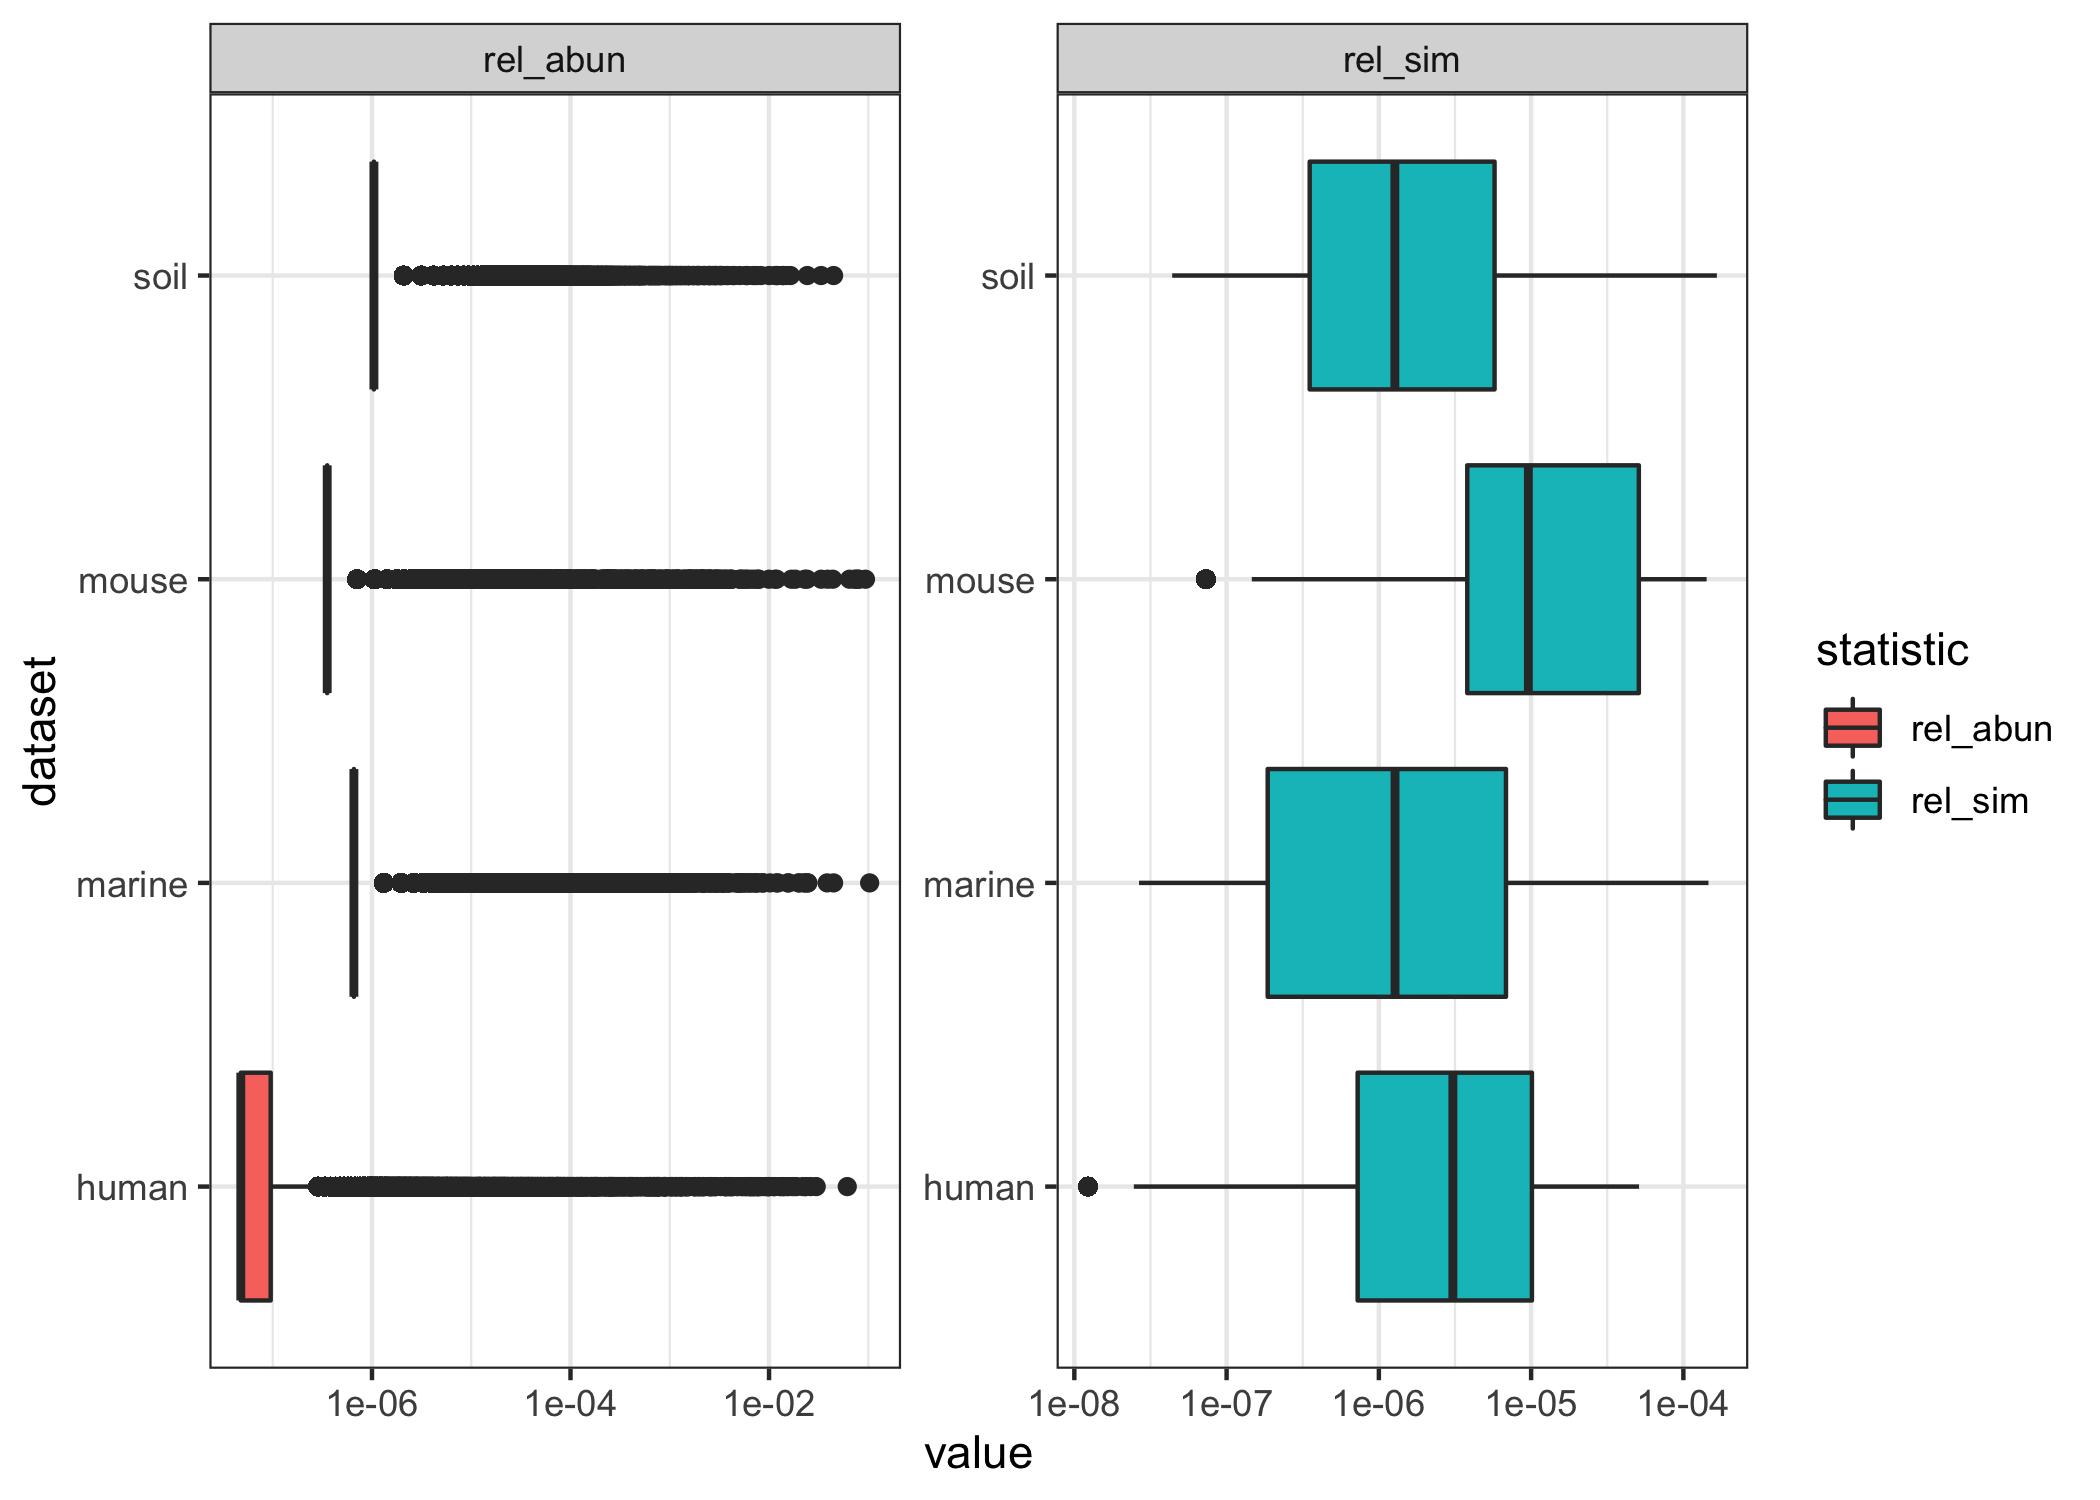 rel_abun
rel_sim
soil
mouse
marine
human
soil
mouse
marine
human
dataset
1e-06
1e-04
1e-02
1e-08
1e-07
1e-06
1e-05
1e-04
value
statistic
rel_abun
rel_sim